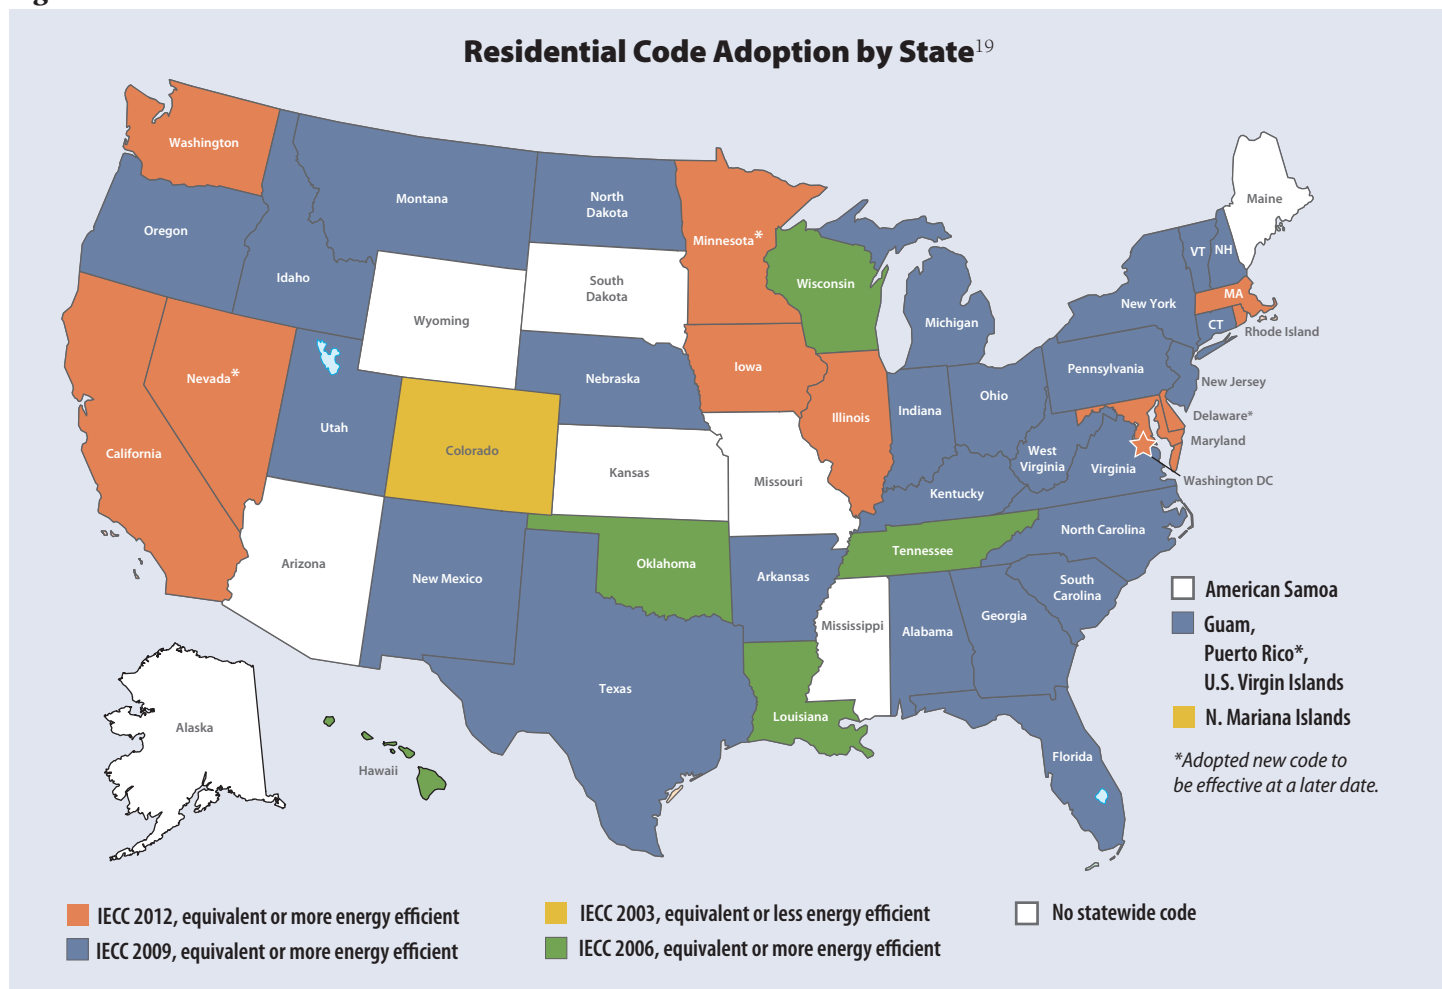 Residential Code Adoption by State19
Washington
Montana
North
Dakota
Minnesota*
Maine
Oregon
Idaho
Wyoming
South
Dakota
Wisconsin
Michigan
VT
NH
New York
MA
CT
Rhode Island
Nevada*
Utah
Colorado
Nebraska
Iowa
Illinois
Indiana
Ohio
Pennsylvania
New Jersey
Delaware*
Maryland
Washington DC
California
Kansas
Missouri
Kentucky
West
Virginia
Virginia
North Carolina
Arizona
New Mexico
Oklahoma
Arkansas
Tennessee
South
Carolina
Texas
Louisiana
Mississippi
Alabama
Georgia
Florida
Alaska
Hawaii
American Samoa
Guam,
Puerto Rico*,
U.S. Virgin Islands
N. Mariana Islands
*Adopted new code to
be effective at a later date.
IECC 2012, equivalent or more energy efficient
IECC 2009, equivalent or more energy efficient
IECC 2003, equivalent or less energy efficient
IECC 2006, equivalent or more energy efficient
No statewide code